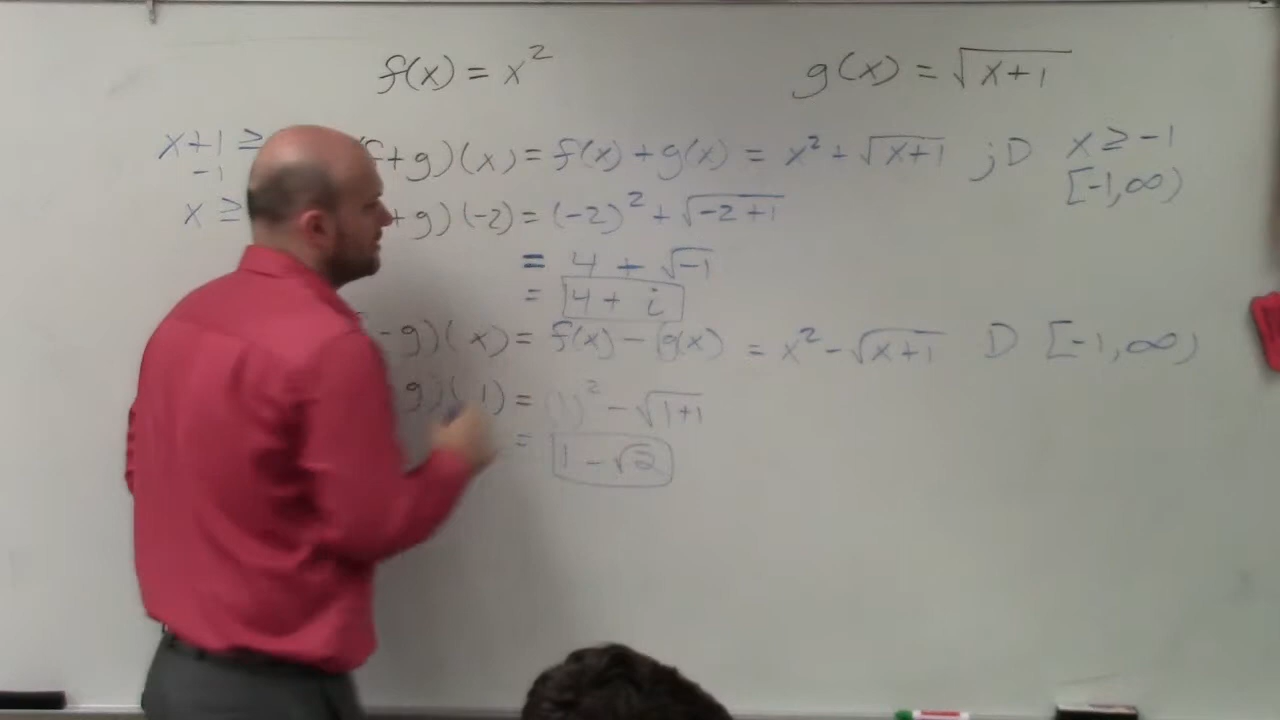 f(x) = x² g(x) = √(x+1)
x+1 ≥ +g)(x) = f(x) + g(x) = x² + √(x+1) ; D x ≥ -1
-1 [-1,∞)
x ≥ +g)(-2) = (-2)² + √(-2+1)
= 4 + √-1
= 4 + i
-g)(x) = f(x) - g(x) = x² - √(x+1) D [-1,∞)
g)(1) = (1)² - √(1+1)
= 1 - √2